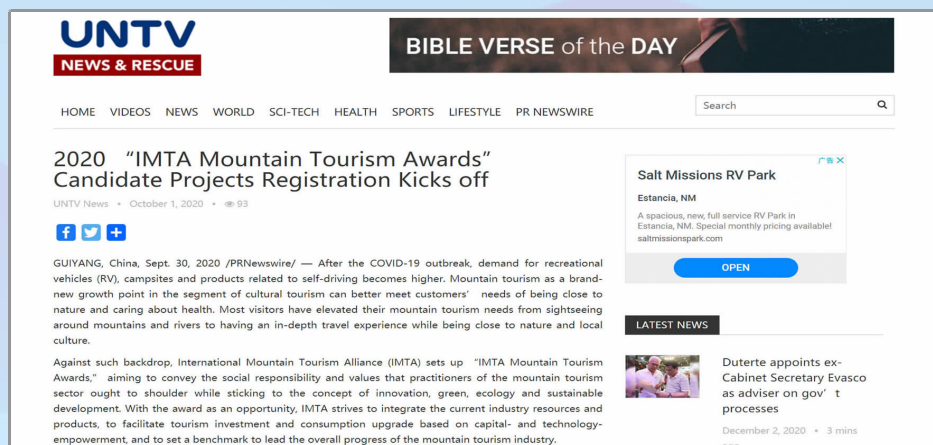 UNTV
NEWS & RESCUE
BIBLE VERSE of the DAY
HOME VIDEOS NEWS WORLD SCI-TECH HEALTH SPORTS LIFESTYLE PR NEWSWIRE
Search
2020 “IMTA Mountain Tourism Awards”
Candidate Projects Registration Kicks off
UNTV News • October 1, 2020 • 93
GUIYANG, China, Sept. 30, 2020 /PRNewswire/ — After the COVID-19 outbreak, demand for recreational
vehicles (RV), campsites and products related to self-driving becomes higher. Mountain tourism as a brand-
new growth point in the segment of cultural tourism can better meet customers’ needs of being close to
nature and caring about health. Most visitors have elevated their mountain tourism needs from sightseeing
around mountains and rivers to having an in-depth travel experience while being close to nature and local
culture.
Against such backdrop, International Mountain Tourism Alliance (IMTA) sets up “IMTA Mountain Tourism
Awards,” aiming to convey the social responsibility and values that practitioners of the mountain tourism
sector ought to shoulder while sticking to the concept of innovation, green, ecology and sustainable
development. With the award as an opportunity, IMTA strives to integrate the current industry resources and
products, to facilitate tourism investment and consumption upgrade based on capital- and technology-
empowerment, and to set a benchmark to lead the overall progress of the mountain tourism industry.
广告
Salt Missions RV Park
Estancia, NM
A spacious, new, full service RV Park in
Estancia, NM. Special monthly pricing available!
saltmissionspark.com
OPEN
LATEST NEWS
Duterte appoints ex-
Cabinet Secretary Evasco
as adviser on gov’t
processes
December 2, 2020 • 3 mins